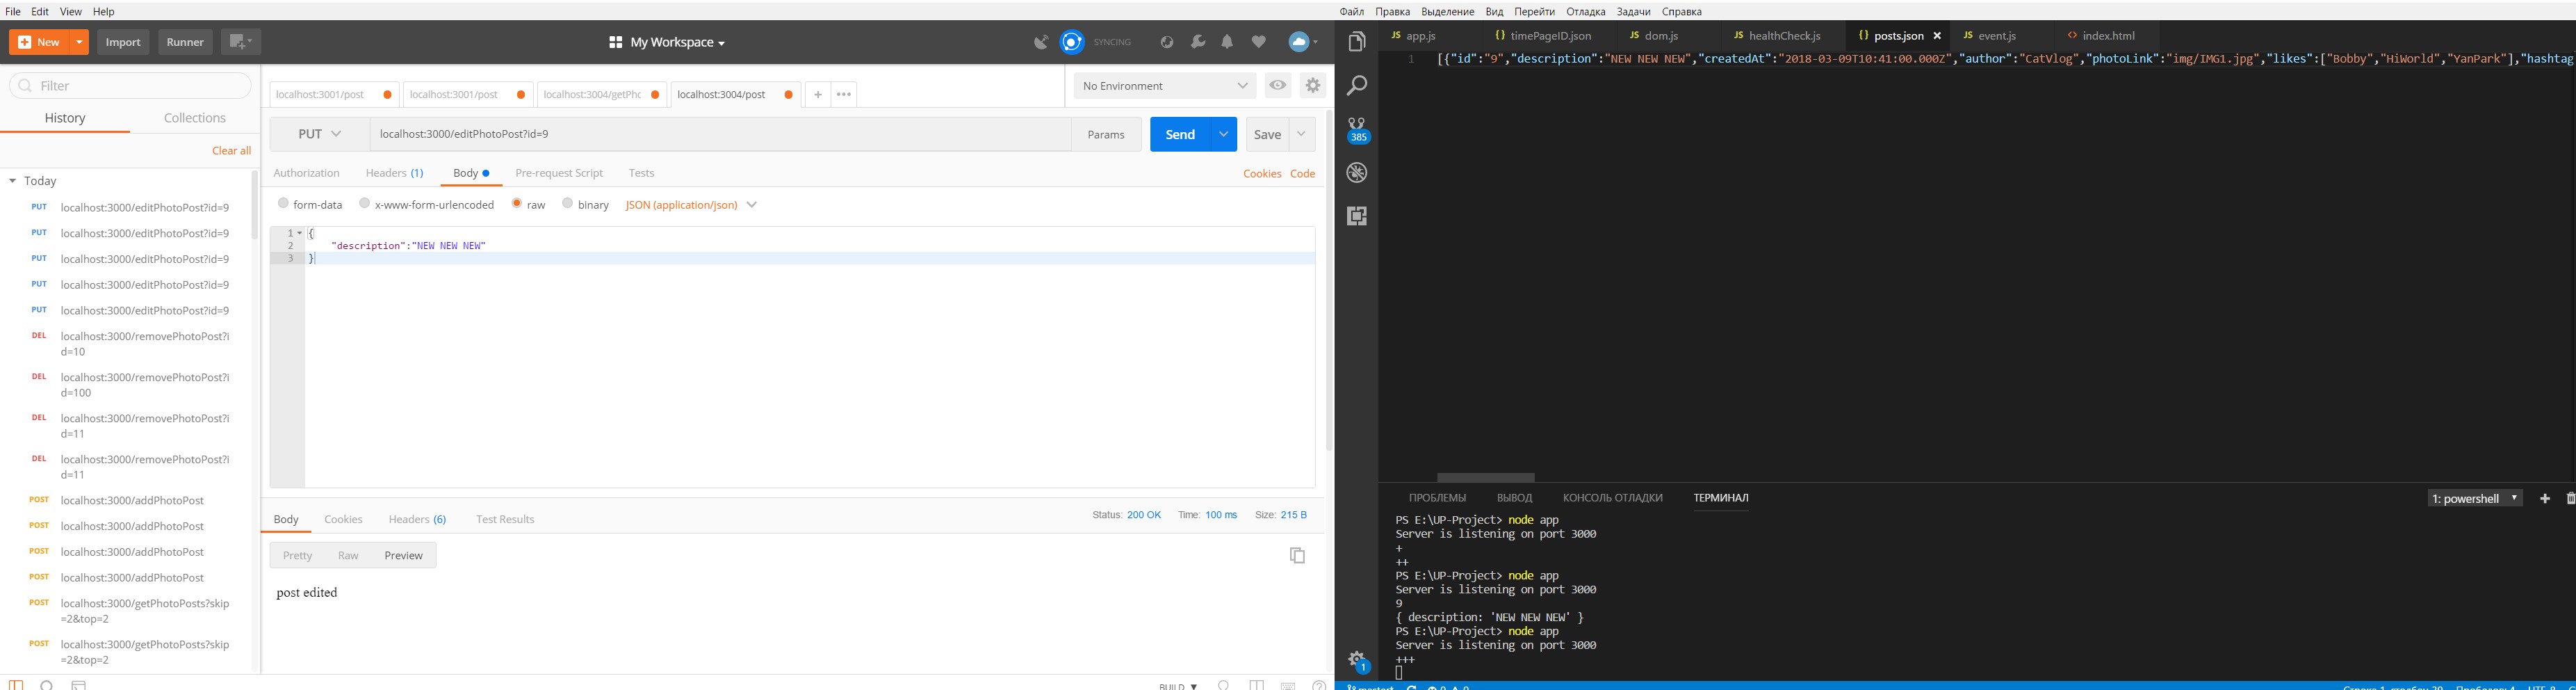 File Edit View Help
New Import Runner My Workspace SYNCING
Filter
History Collections
Clear all
Today
PUT localhost:3000/editPhotoPost?id=9
PUT localhost:3000/editPhotoPost?id=9
PUT localhost:3000/editPhotoPost?id=9
PUT localhost:3000/editPhotoPost?id=9
PUT localhost:3000/editPhotoPost?id=9
DEL localhost:3000/removePhotoPost?i
d=10
DEL localhost:3000/removePhotoPost?i
d=100
DEL localhost:3000/removePhotoPost?i
d=11
DEL localhost:3000/removePhotoPost?i
d=11
POST localhost:3000/addPhotoPost
POST localhost:3000/addPhotoPost
POST localhost:3000/addPhotoPost
POST localhost:3000/addPhotoPost
POST localhost:3000/getPhotoPosts?skip
=2&top=2
POST localhost:3000/getPhotoPosts?skip
=2&top=2
localhost:3001/post localhost:3001/post localhost:3004/getPhc localhost:3004/post + ••• No Environment
PUT localhost:3000/editPhotoPost?id=9 Params Send Save
Authorization Headers (1) Body Pre-request Script Tests Cookies Code
form-data x-www-form-urlencoded raw binary JSON (application/json)
1 {
2 "description":"NEW NEW NEW"
3 }
Body Cookies Headers (6) Test Results Status: 200 OK Time: 100 ms Size: 215 B
Pretty Raw Preview
post edited
BUILD
Файл Правка Выделение Вид Перейти Отладка Задачи Справка
JS app.js {} timePageID.json JS dom.js JS healthCheck.js {} posts.json JS event.js <> index.html
1 [{"id":"9","description":"NEW NEW NEW","createdAt":"2018-03-09T10:41:00.000Z","author":"CatVlog","photoLink":"img/IMG1.jpg","likes":["Bobby","HiWorld","YanPark"],"hashtag
385
ПРОБЛЕМЫ ВЫВОД КОНСОЛЬ ОТЛАДКИ ТЕРМИНАЛ 1: powershell
PS E:\UP-Project> node app
Server is listening on port 3000
+
++
PS E:\UP-Project> node app
Server is listening on port 3000
9
{ description: 'NEW NEW NEW' }
PS E:\UP-Project> node app
Server is listening on port 3000
+++
1